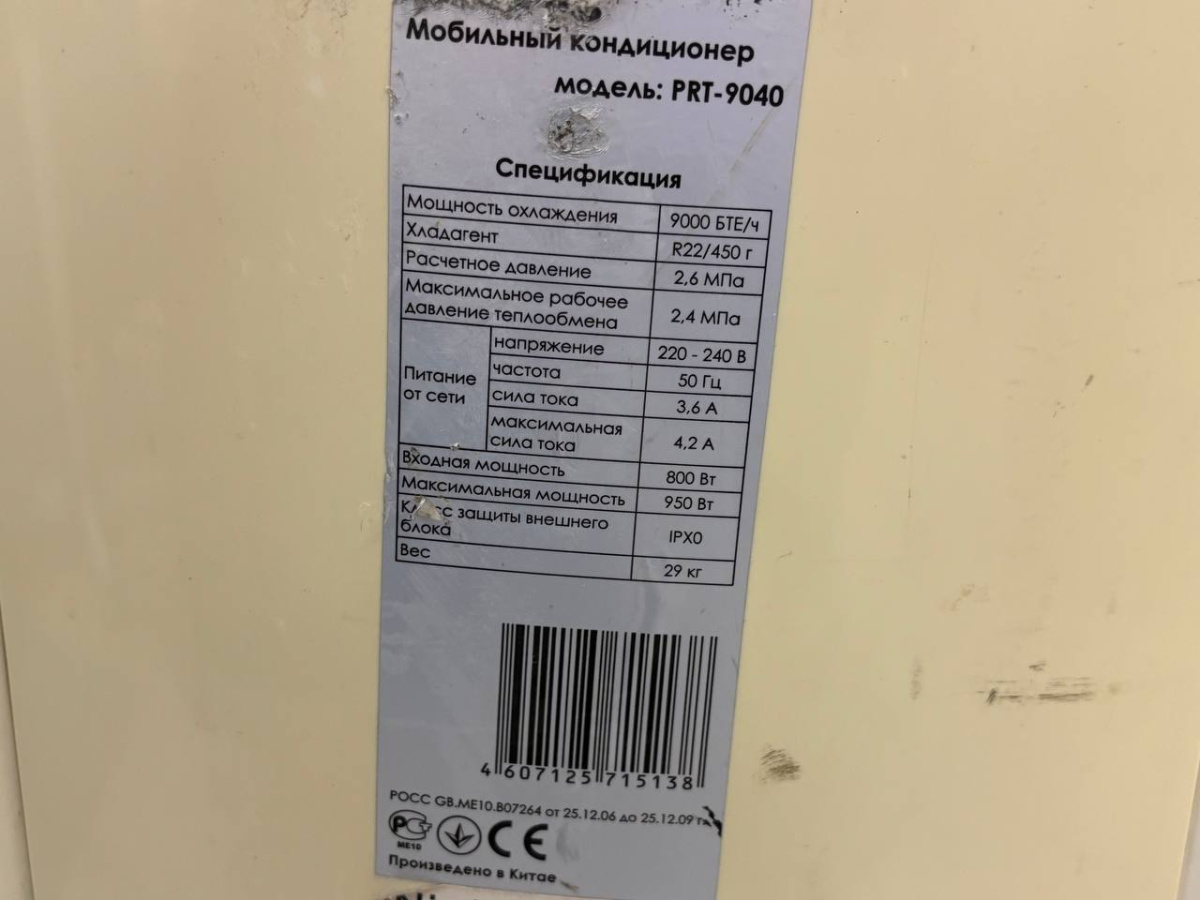 Мобильный кондиционер
модель: PRT-9040
Спецификация
Мощность охлаждения 9000 БТЕ/ч
Хладагент R22/450 г
Расчетное давление 2,6 МПа
Максимальное рабочее
давление теплообмена 2,4 МПа
Питание
от сети
напряжение 220 - 240 В
частота 50 Гц
сила тока 3,6 А
максимальная
сила тока 4,2 А
Входная мощность 800 Вт
Максимальная мощность 950 Вт
Класс защиты внешнего
блока IPX0
Вес 29 кг
4 607125 715138
РОСС GB.ME10.B07264 от 25.12.06 до 25.12.09
РСТ
ME10
CE
Произведено в Китае